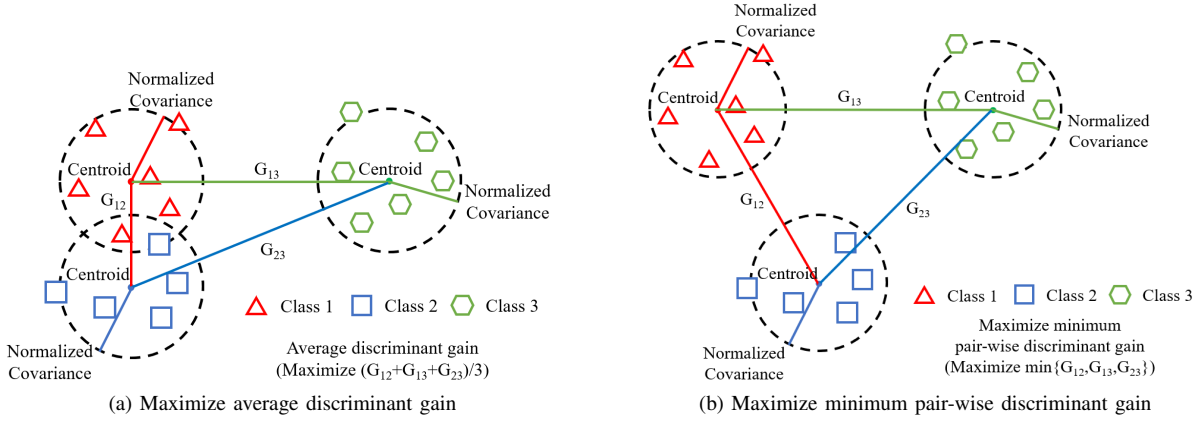 Normalized
Covariance
Centroid
G13
Centroid
G12
Normalized
Covariance
G23
Centroid
Class 1
Class 2
Class 3
Normalized
Covariance
Average discriminant gain
(Maximize (G12+G13+G23)/3)
(a) Maximize average discriminant gain
Normalized
Covariance
Centroid
G13
Centroid
Normalized
Covariance
G12
G23
Centroid
Class 1
Class 2
Class 3
Normalized
Covariance
Maximize minimum
pair-wise discriminant gain
(Maximize min{G12,G13,G23})
(b) Maximize minimum pair-wise discriminant gain